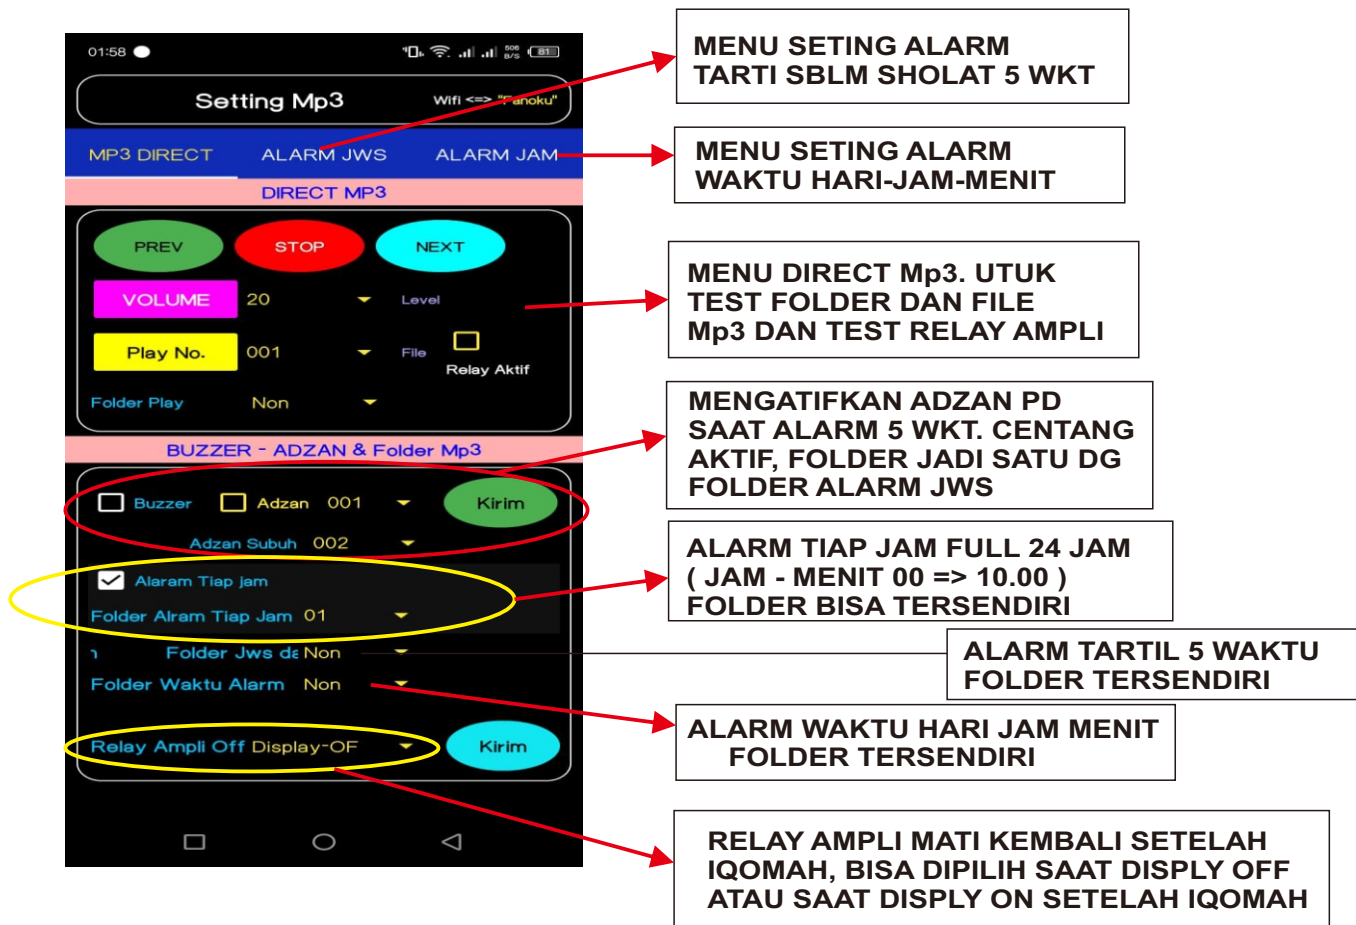 01:58
506
B/S
81
Setting Mp3
Wifi <=> "Fanoku"
MP3 DIRECT ALARM JWS ALARM JAM
DIRECT MP3
PREV STOP NEXT
VOLUME 20 Level
Play No. 001 File
Relay Aktif
Folder Play Non
BUZZER - ADZAN & Folder Mp3
Buzzer Adzan 001 Kirim
Adzan Subuh 002
Alaram Tiap jam
Folder Alram Tiap Jam 01
Folder Jws da Non
Folder Waktu Alarm Non
Relay Ampli Off Display-OF Kirim
MENU SETING ALARM
TARTI SBLM SHOLAT 5 WKT
MENU SETING ALARM
WAKTU HARI-JAM-MENIT
MENU DIRECT Mp3. UTUK
TEST FOLDER DAN FILE
Mp3 DAN TEST RELAY AMPLI
MENGATIFKAN ADZAN PD
SAAT ALARM 5 WKT. CENTANG
AKTIF, FOLDER JADI SATU DG
FOLDER ALARM JWS
ALARM TIAP JAM FULL 24 JAM
( JAM - MENIT 00 => 10.00 )
FOLDER BISA TERSENDIRI
ALARM TARTIL 5 WAKTU
FOLDER TERSENDIRI
ALARM WAKTU HARI JAM MENIT
FOLDER TERSENDIRI
RELAY AMPLI MATI KEMBALI SETELAH
IQOMAH, BISA DIPILIH SAAT DISPLY OFF
ATAU SAAT DISPLY ON SETELAH IQOMAH